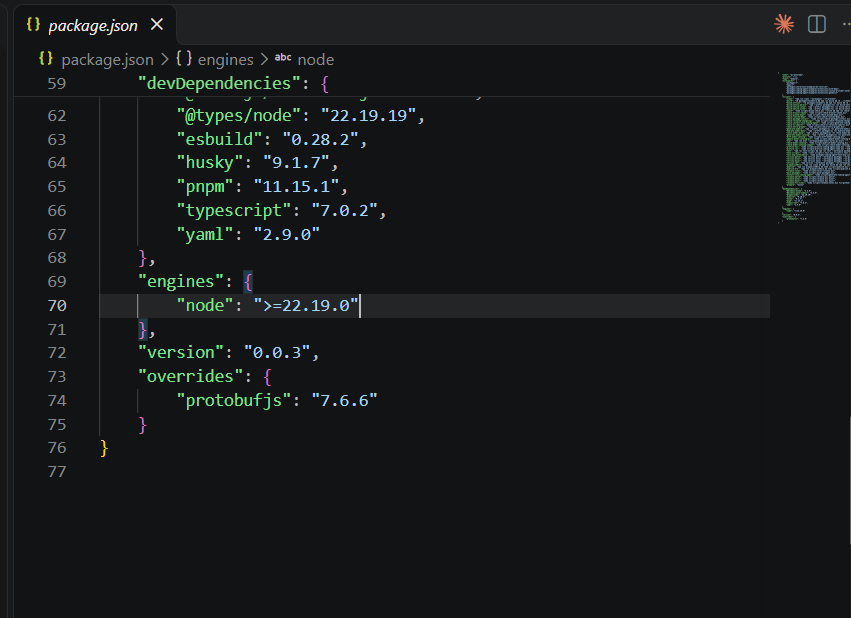 {} package.json ×
{} package.json > { } engines > abc node
59 "devDependencies": {
62 "@types/node": "22.19.19",
63 "esbuild": "0.28.2",
64 "husky": "9.1.7",
65 "pnpm": "11.15.1",
66 "typescript": "7.0.2",
67 "yaml": "2.9.0"
68 },
69 "engines": {
70 "node": ">=22.19.0"
71 },
72 "version": "0.0.3",
73 "overrides": {
74 "protobufjs": "7.6.6"
75 }
76 }
77